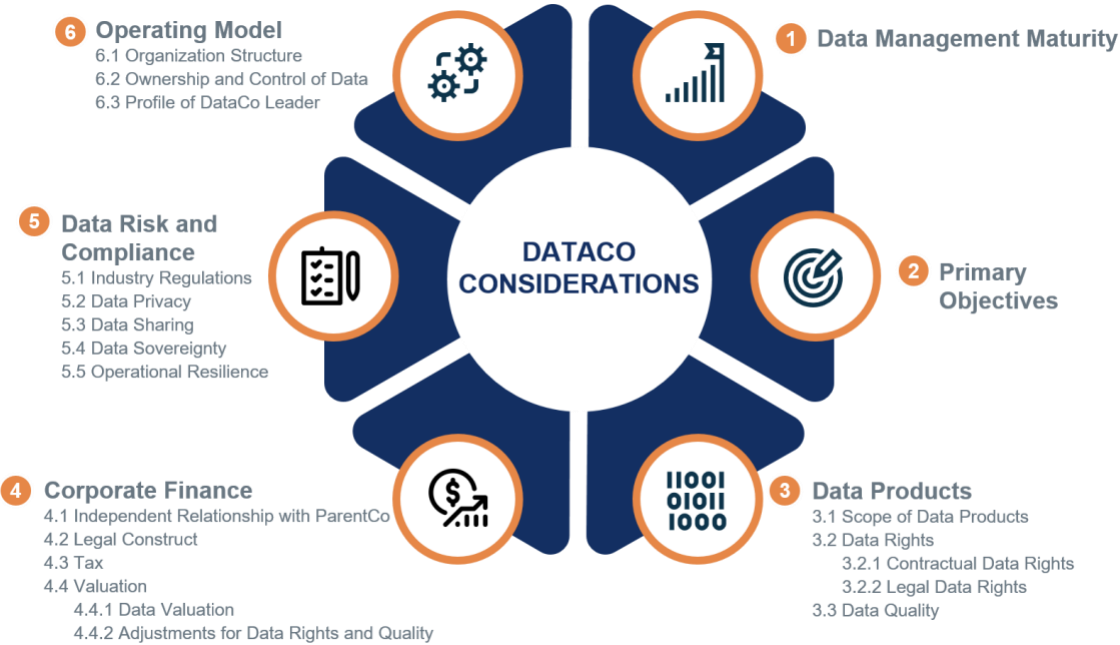 DATACO
CONSIDERATIONS
1 Data Management Maturity
2 Primary
Objectives
11001
01011
1000
3 Data Products
3.1 Scope of Data Products
3.2 Data Rights
3.2.1 Contractual Data Rights
3.2.2 Legal Data Rights
3.3 Data Quality
4 Corporate Finance
4.1 Independent Relationship with ParentCo
4.2 Legal Construct
4.3 Tax
4.4 Valuation
4.4.1 Data Valuation
4.4.2 Adjustments for Data Rights and Quality
$
5 Data Risk and
Compliance
5.1 Industry Regulations
5.2 Data Privacy
5.3 Data Sharing
5.4 Data Sovereignty
5.5 Operational Resilience
6 Operating Model
6.1 Organization Structure
6.2 Ownership and Control of Data
6.3 Profile of DataCo Leader